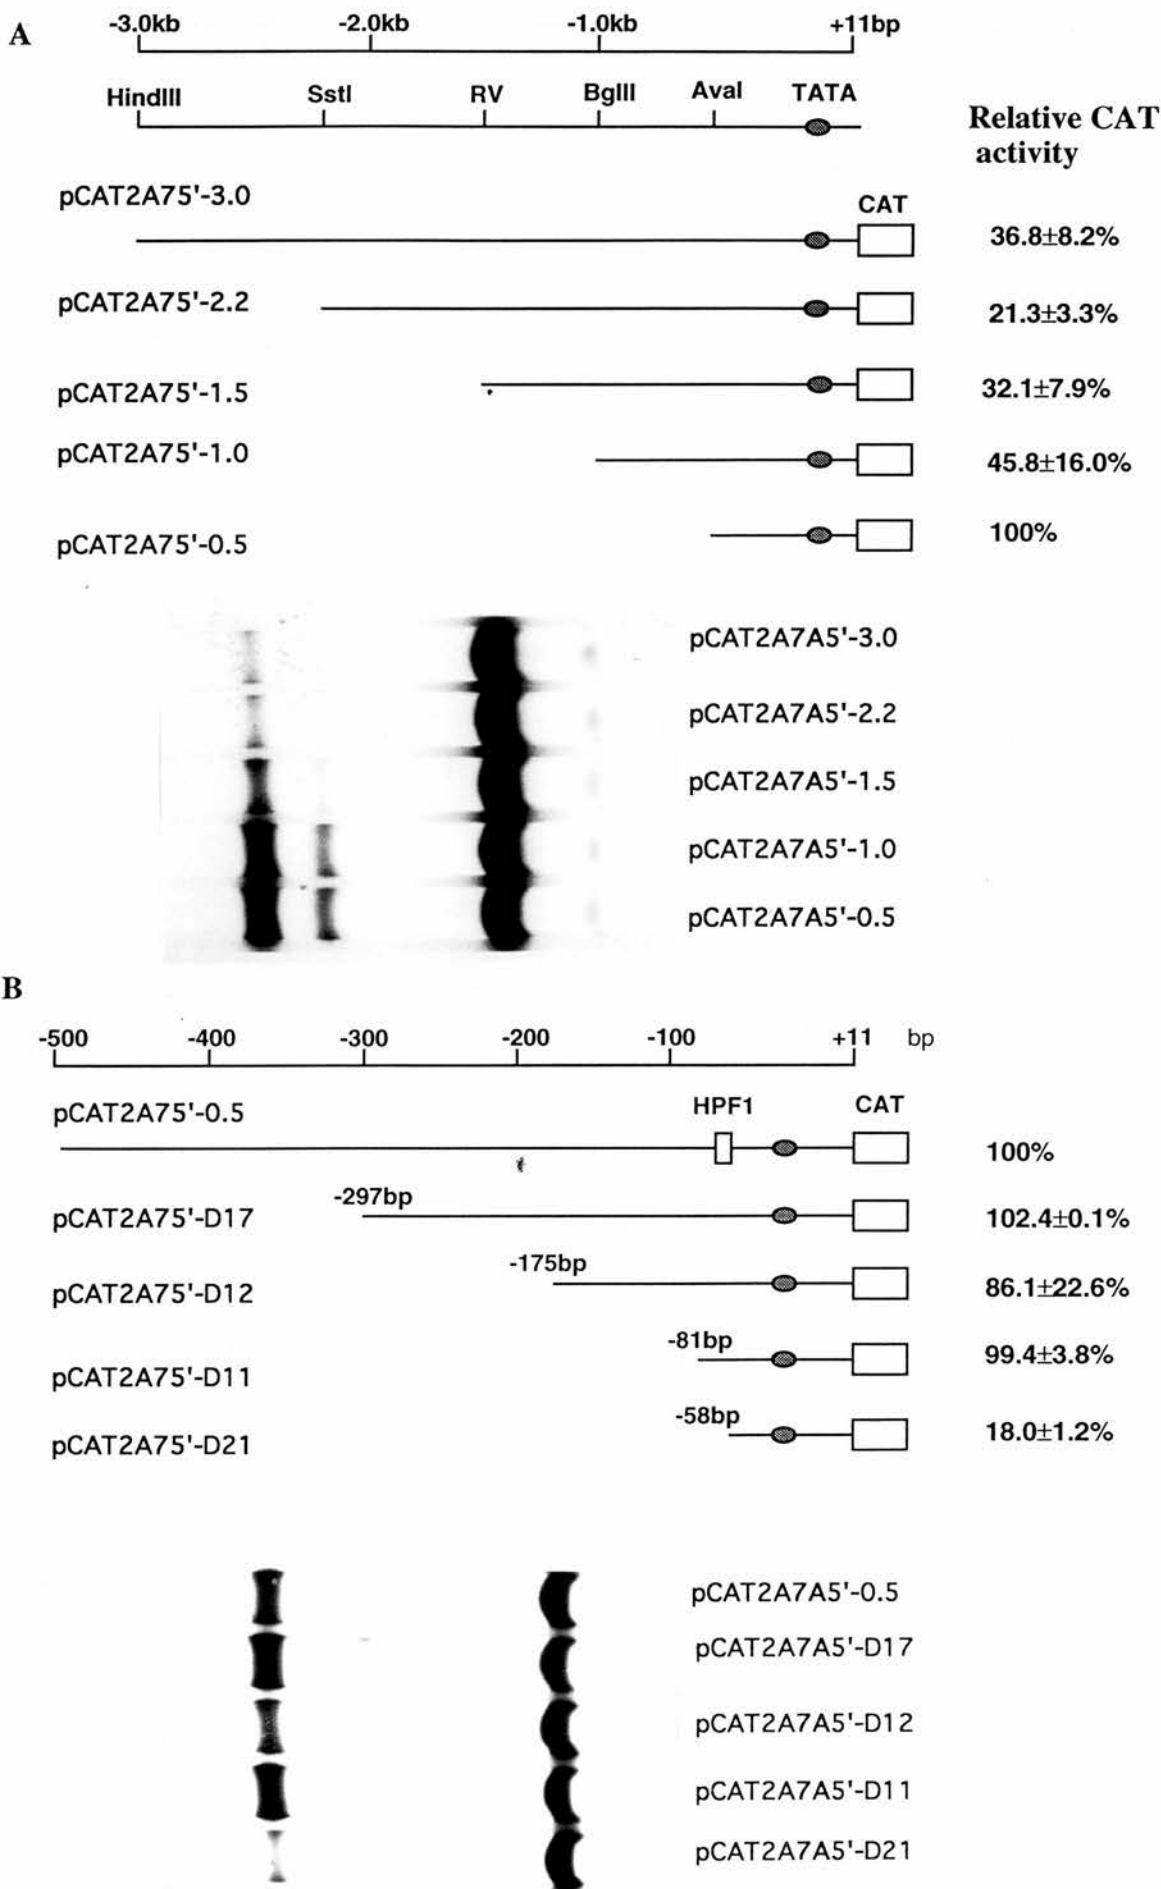 A
-3.0kb -2.0kb -1.0kb +11bp
HindIII SstI RV BglII AvaI TATA
Relative CAT
activity
pCAT2A75'-3.0
CAT
36.8±8.2%
pCAT2A75'-2.2
21.3±3.3%
pCAT2A75'-1.5
32.1±7.9%
pCAT2A75'-1.0
45.8±16.0%
pCAT2A75'-0.5
100%
pCAT2A7A5'-3.0
pCAT2A7A5'-2.2
pCAT2A7A5'-1.5
pCAT2A7A5'-1.0
pCAT2A7A5'-0.5
B
-500 -400 -300 -200 -100 +11 bp
pCAT2A75'-0.5
HPF1 CAT
100%
-297bp
pCAT2A75'-D17
102.4±0.1%
-175bp
pCAT2A75'-D12
86.1±22.6%
-81bp
pCAT2A75'-D11
99.4±3.8%
-58bp
pCAT2A75'-D21
18.0±1.2%
pCAT2A7A5'-0.5
pCAT2A7A5'-D17
pCAT2A7A5'-D12
pCAT2A7A5'-D11
pCAT2A7A5'-D21